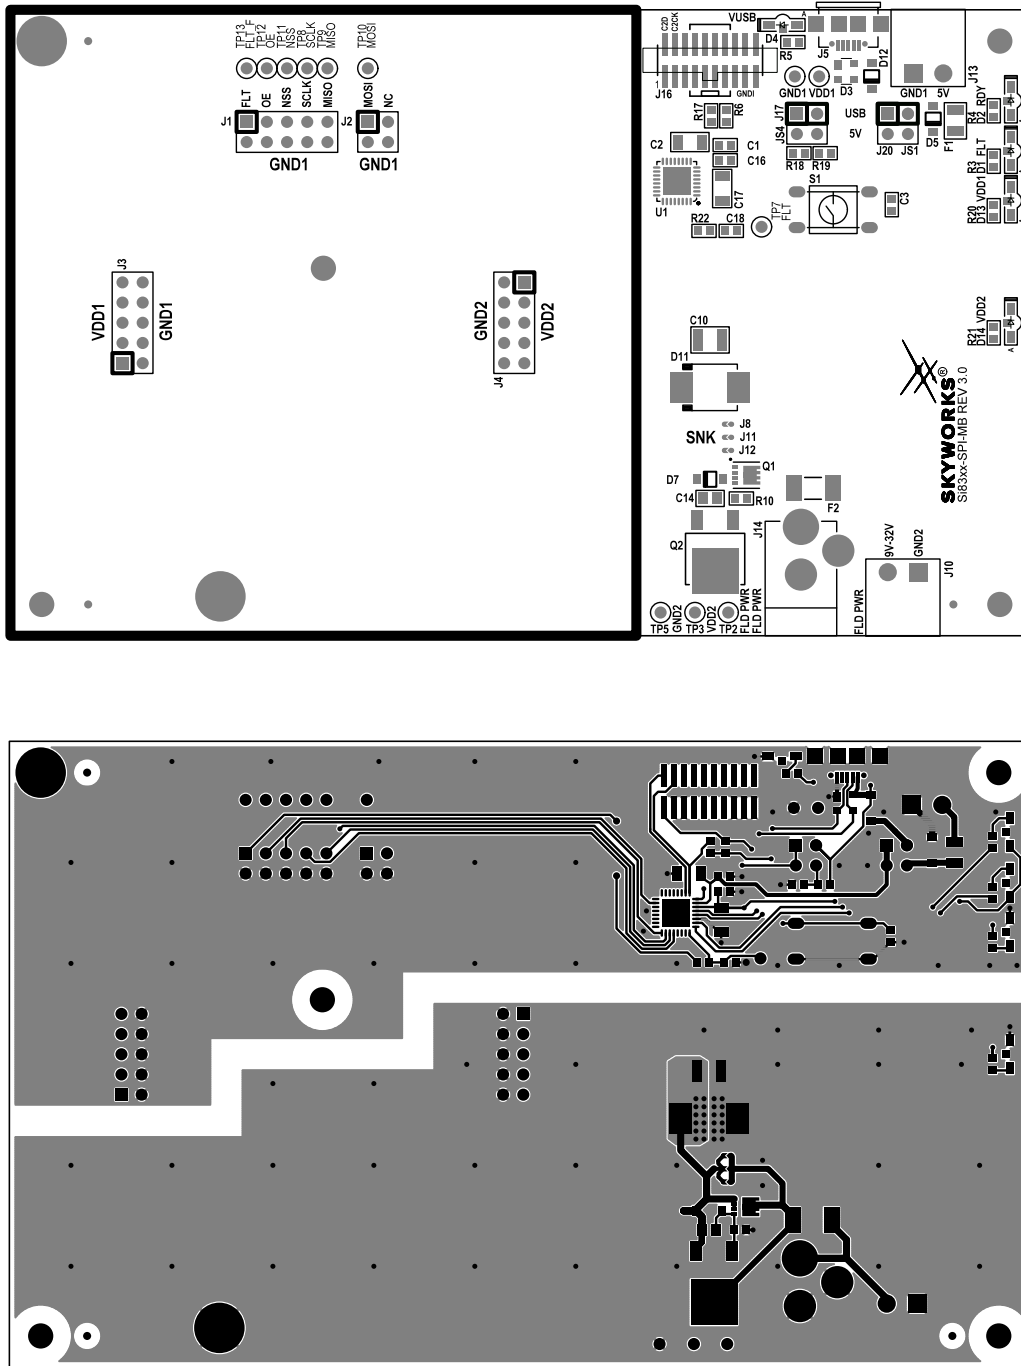 TP13
FLT_F
TP12
OE
TP11
NSS
TP8
SCLK
TP9
MISO
TP10
MOSI
FLT
OE
NSS
SCLK
MISO
MOSI
NC
J1
J2
GND1
GND1
C2D
C2CK
VUSB
A
D4
R5
J5
D12
J13
1
J16
GNDI
GND1
VDD1
D3
GND1
5V
R17
R6
J17
JS4
USB
5V
J20
JS1
D5
F1
R4
D2
RDY
C2
C1
C16
R18
R19
R3
D1
FLT
U1
C17
S1
C3
TP7
FLT
R20
D13
VDD1
R22
C18
J3
VDD1
GND1
GND2
VDD2
J4
C10
R21
D14
VDD2
A
D11
SKYWORKS®
Si83xx-SPI-MB REV 3.0
SNK
J8
J11
J12
D7
Q1
C14
R10
F2
J14
Q2
9V-32V
GND2
J10
FLD PWR
FLD PWR
FLD PWR
TP5
GND2
TP3
VDD2
TP2